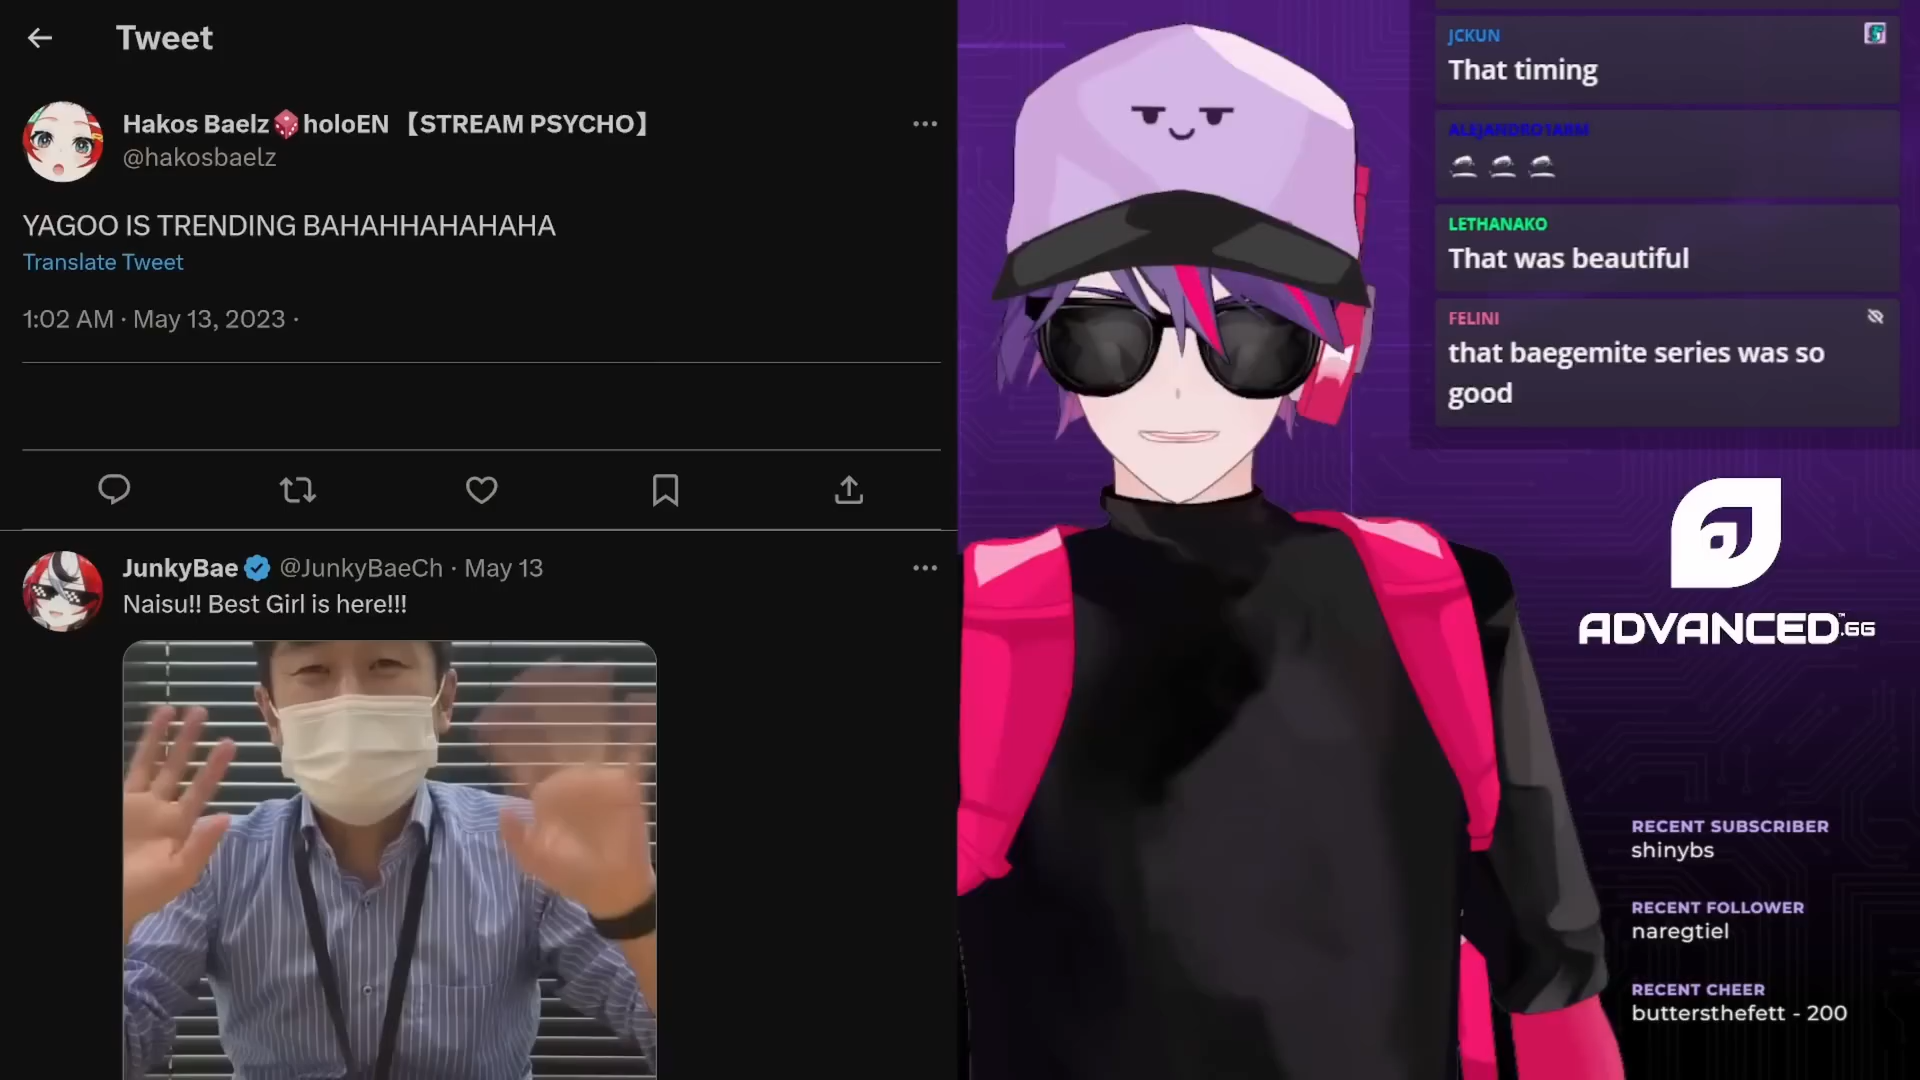 Tweet
Hakos Baelz🎲holoEN 【STREAM PSYCHO】
@hakosbaelz
YAGOO IS TRENDING BAHAHHAHAHAHA
Translate Tweet
1:02 AM · May 13, 2023 ·
JunkyBae @JunkyBaeCh · May 13
Naisu!! Best Girl is here!!!
JCKUN
That timing
ALEJANDRO1ABM
LETHANAKO
That was beautiful
FELINI
that baegemite series was so
good
ADVANCED™.GG
RECENT SUBSCRIBER
shinybs
RECENT FOLLOWER
naregtiel
RECENT CHEER
buttersthefett - 200